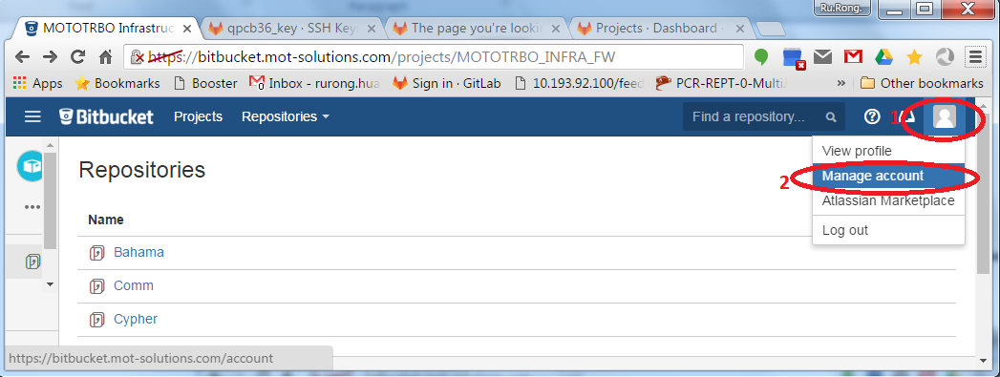 Ru.Rong.
MOTOTRBO Infrastruc
qpcb36_key · SSH Keys
The page you're lookin
Projects · Dashboard ·
https://bitbucket.mot-solutions.com/projects/MOTOTRBO_INFRA_FW
Apps
Bookmarks
Booster
Inbox - rurong.hua
Sign in · GitLab
10.193.92.100/feed
PCR-REPT-0-MultiJ
»
Other bookmarks
Bitbucket
Projects
Repositories
Find a repository...
1
View profile
Manage account
2
Atlassian Marketplace
Log out
Repositories
Name
Bahama
Comm
Cypher
https://bitbucket.mot-solutions.com/account